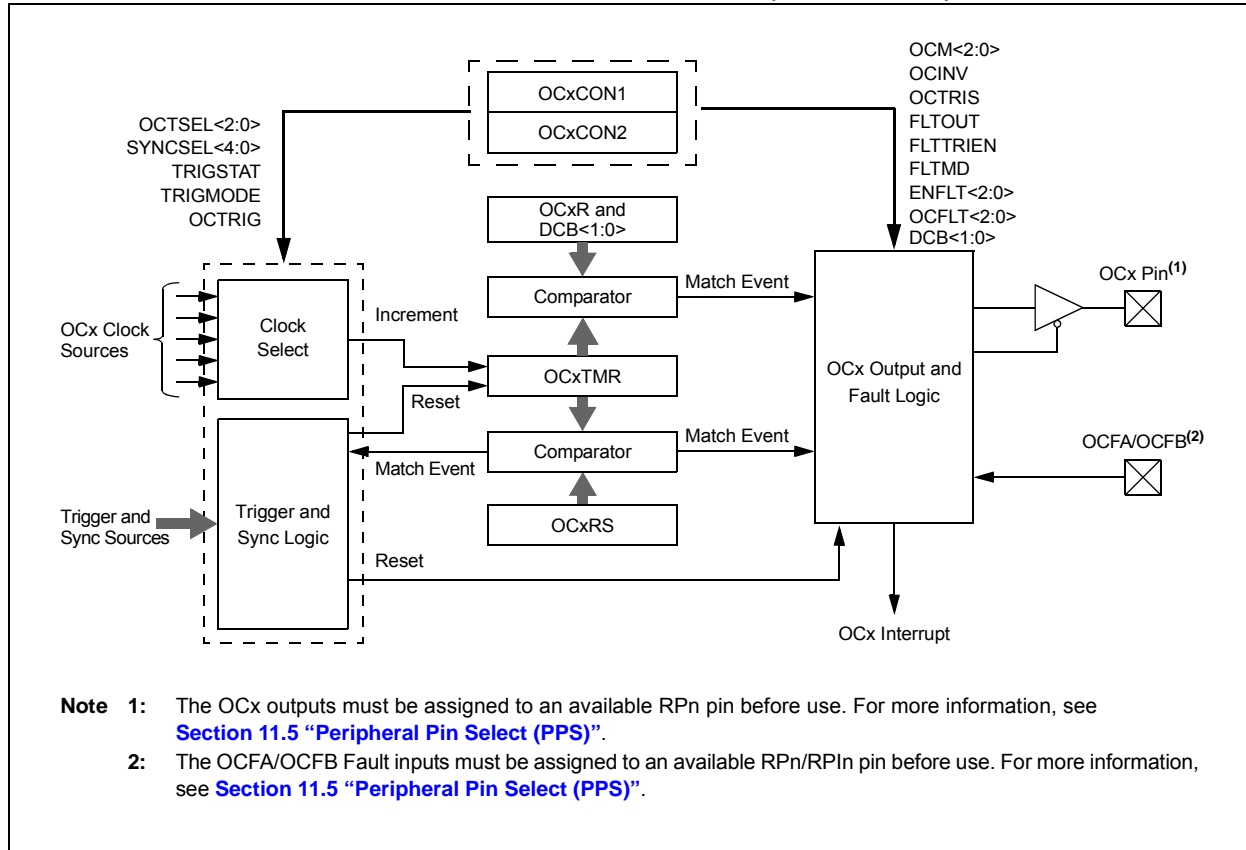 OCxCON1
OCxCON2
OCM<2:0>
OCINV
OCTRIS
FLTOUT
FLTTRIEN
FLTMD
ENFLT<2:0>
OCFLT<2:0>
DCB<1:0>
OCTSEL<2:0>
SYNCSEL<4:0>
TRIGSTAT
TRIGMODE
OCTRIG
OCxR and
DCB<1:0>
Comparator
Match Event
OCx Pin(1)
OCx Clock
Sources
Clock
Select
Increment
OCxTMR
Reset
OCx Output and
Fault Logic
Comparator
Match Event
Match Event
OCFA/OCFB(2)
Trigger and
Sync Sources
Trigger and
Sync Logic
OCxRS
Reset
OCx Interrupt
Note 1: The OCx outputs must be assigned to an available RPn pin before use. For more information, see
Section 11.5 “Peripheral Pin Select (PPS)”.
2: The OCFA/OCFB Fault inputs must be assigned to an available RPn/RPIn pin before use. For more information,
see Section 11.5 “Peripheral Pin Select (PPS)”.